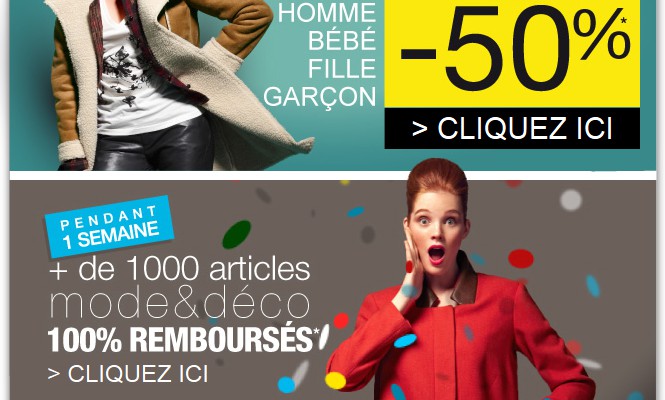 HOMME
BÉBÉ
FILLE
GARÇON
-50%*
> CLIQUEZ ICI
PENDANT
1 SEMAINE
+ de 1000 articles
mode&déco
100% REMBOURSÉS*
> CLIQUEZ ICI